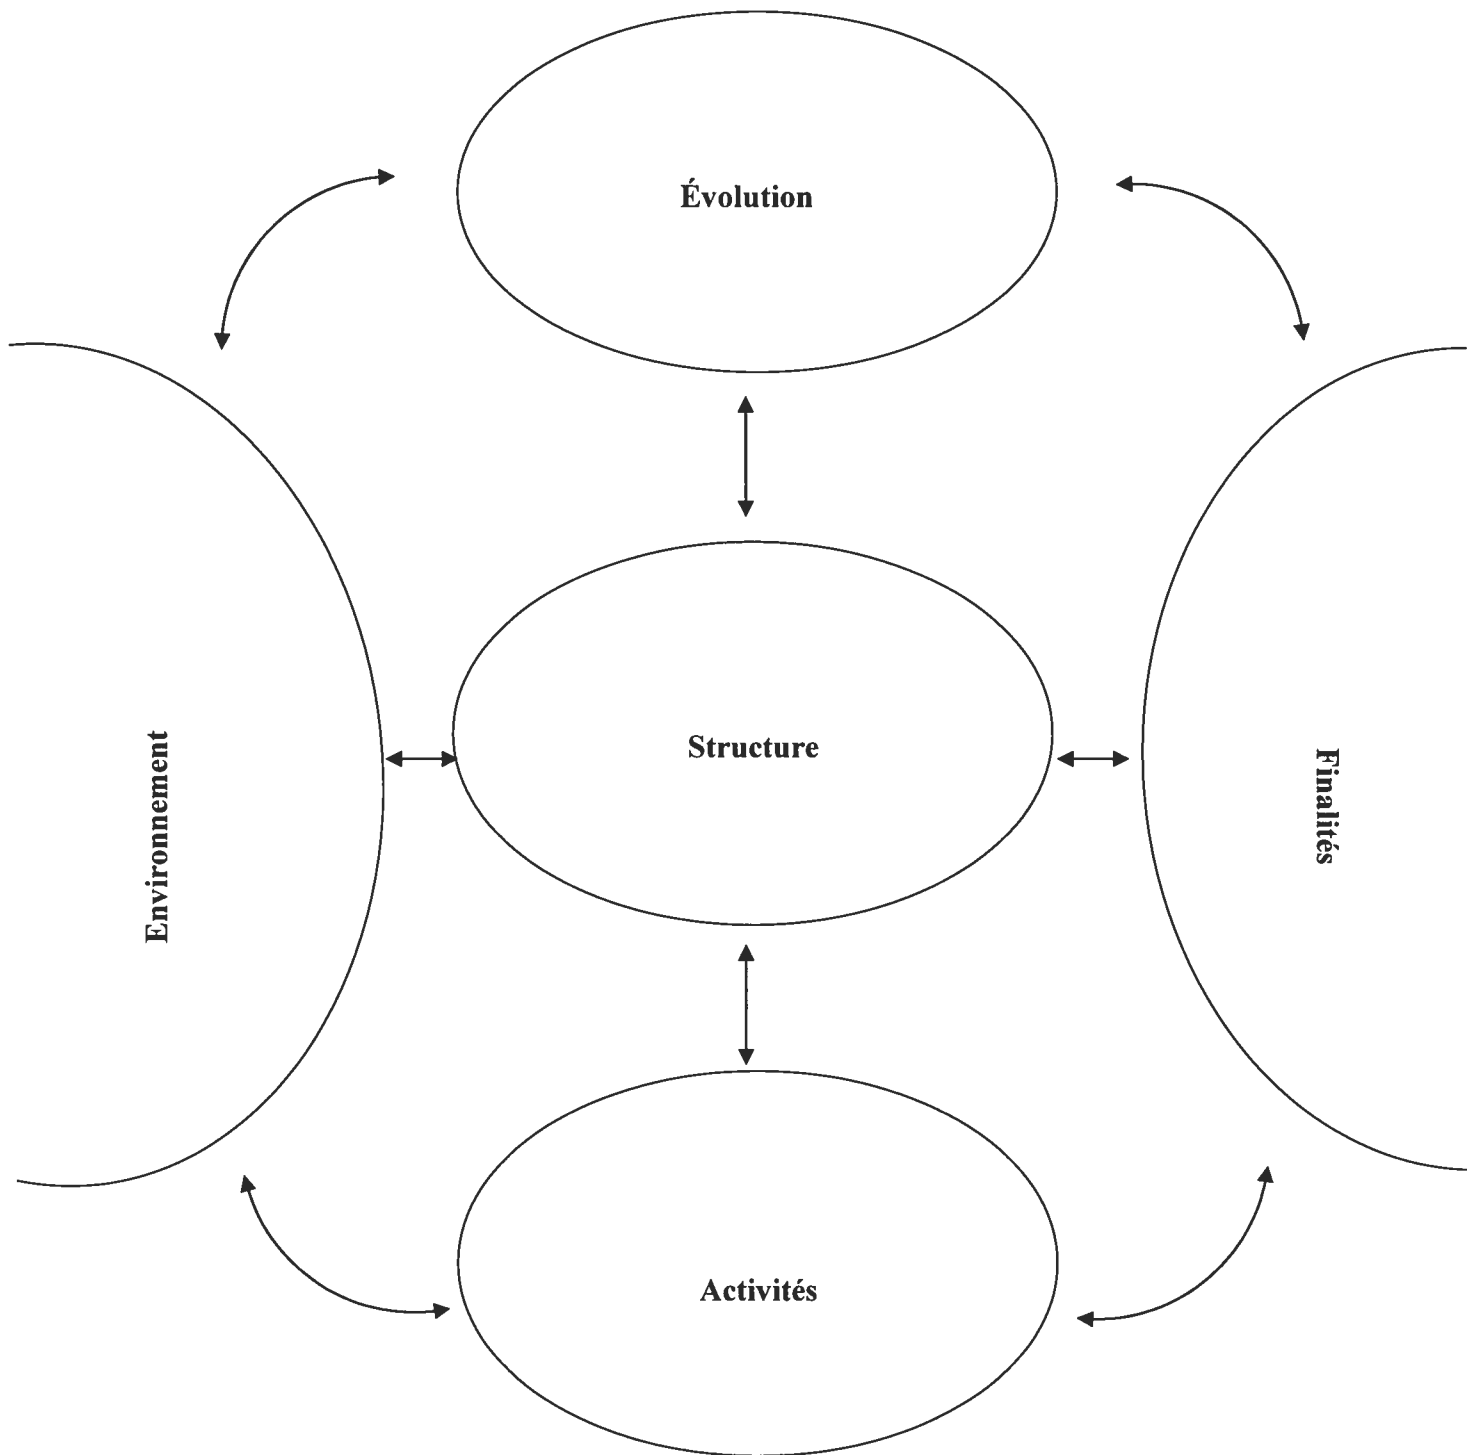 Évolution
Environnement
Structure
Finalités
Activités